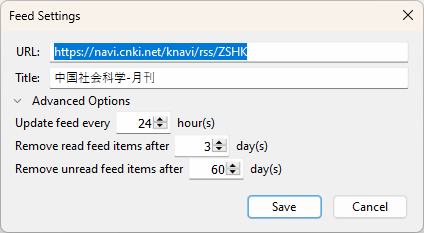 Feed Settings
URL: https://navi.cnki.net/knavi/rss/ZSHK
Title: 中国社会科学-月刊
Advanced Options
Update feed every 24 hour(s)
Remove read feed items after 3 day(s)
Remove unread feed items after 60 day(s)
Save Cancel